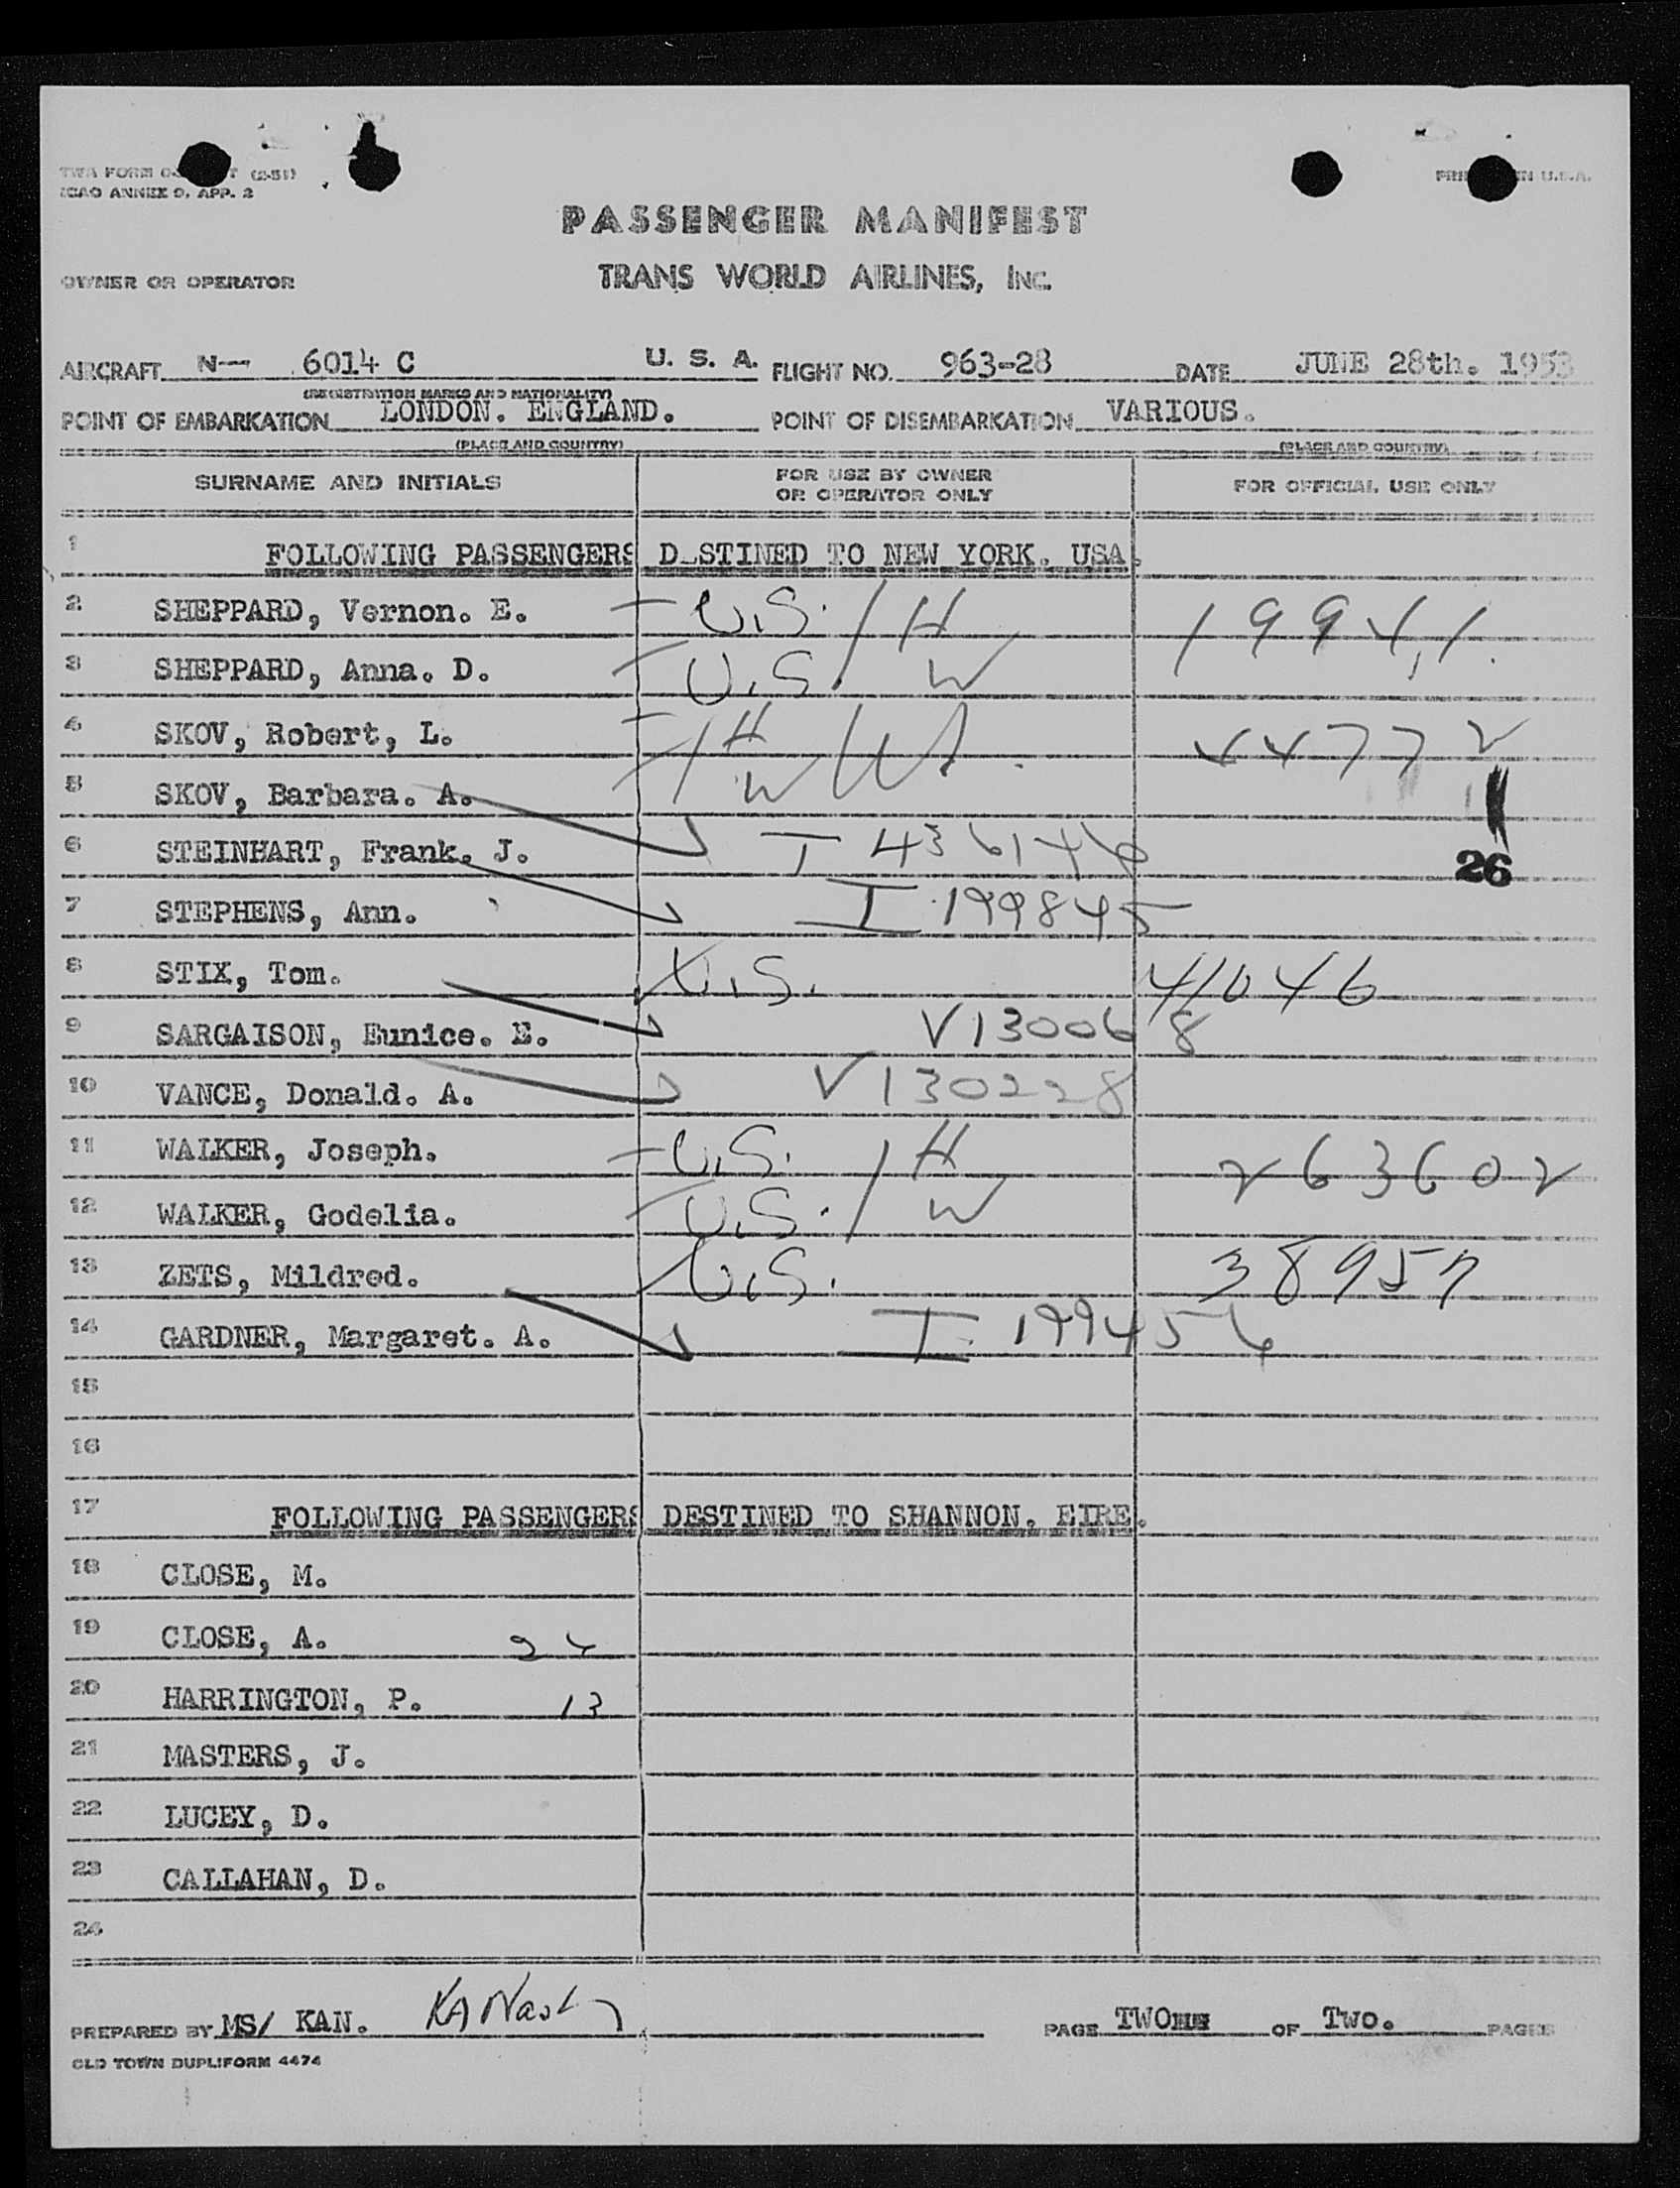 TWA FORM (2-51)
ICAO ANNEX 9, APP. 2
IN U.S.A.
PASSENGER MANIFEST
OWNER OR OPERATOR TRANS WORLD AIRLINES, INC.
AIRCRAFT N— 6014 C U. S. A. FLIGHT NO. 963-28 DATE JUNE 28th. 1953
(REGISTRATION MARKS AND NATIONALITY)
POINT OF EMBARKATION LONDON. ENGLAND. POINT OF DISEMBARKATION VARIOUS.
(PLACE AND COUNTRY) (PLACE AND COUNTRY)
SURNAME AND INITIALS FOR USE BY OWNER OR OPERATOR ONLY FOR OFFICIAL USE ONLY
1 FOLLOWING PASSENGERS D_STINED TO NEW YORK. USA.
2 SHEPPARD, Vernon. E. U.S. H 19941
3 SHEPPARD, Anna. D. U.S. W
4 SKOV, Robert, L. H 44772
5 SKOV, Barbara. A. W
6 STEINHART, Frank. J. I 436146
26
7 STEPHENS, Ann. I 199845
8 STIX, Tom. U.S. 41046
9 SARGAISON, Eunice. E. V130068
10 VANCE, Donald. A. V130228
11 WALKER, Joseph. U.S. H 263602
12 WALKER, Godelia. U.S. W
13 ZETS, Mildred. U.S. 38957
14 GARDNER, Margaret. A. I 199456
15
16
17 FOLLOWING PASSENGERS DESTINED TO SHANNON. EIRE.
18 CLOSE, M.
19 CLOSE, A.
20 HARRINGTON, P. 13
21 MASTERS, J.
22 LUCEY, D.
23 CALLAHAN, D.
24
PREPARED BY MS/ KAN. PAGE TWO OF Two. PAGES
OLD TOWN DUPLIFORM 4474